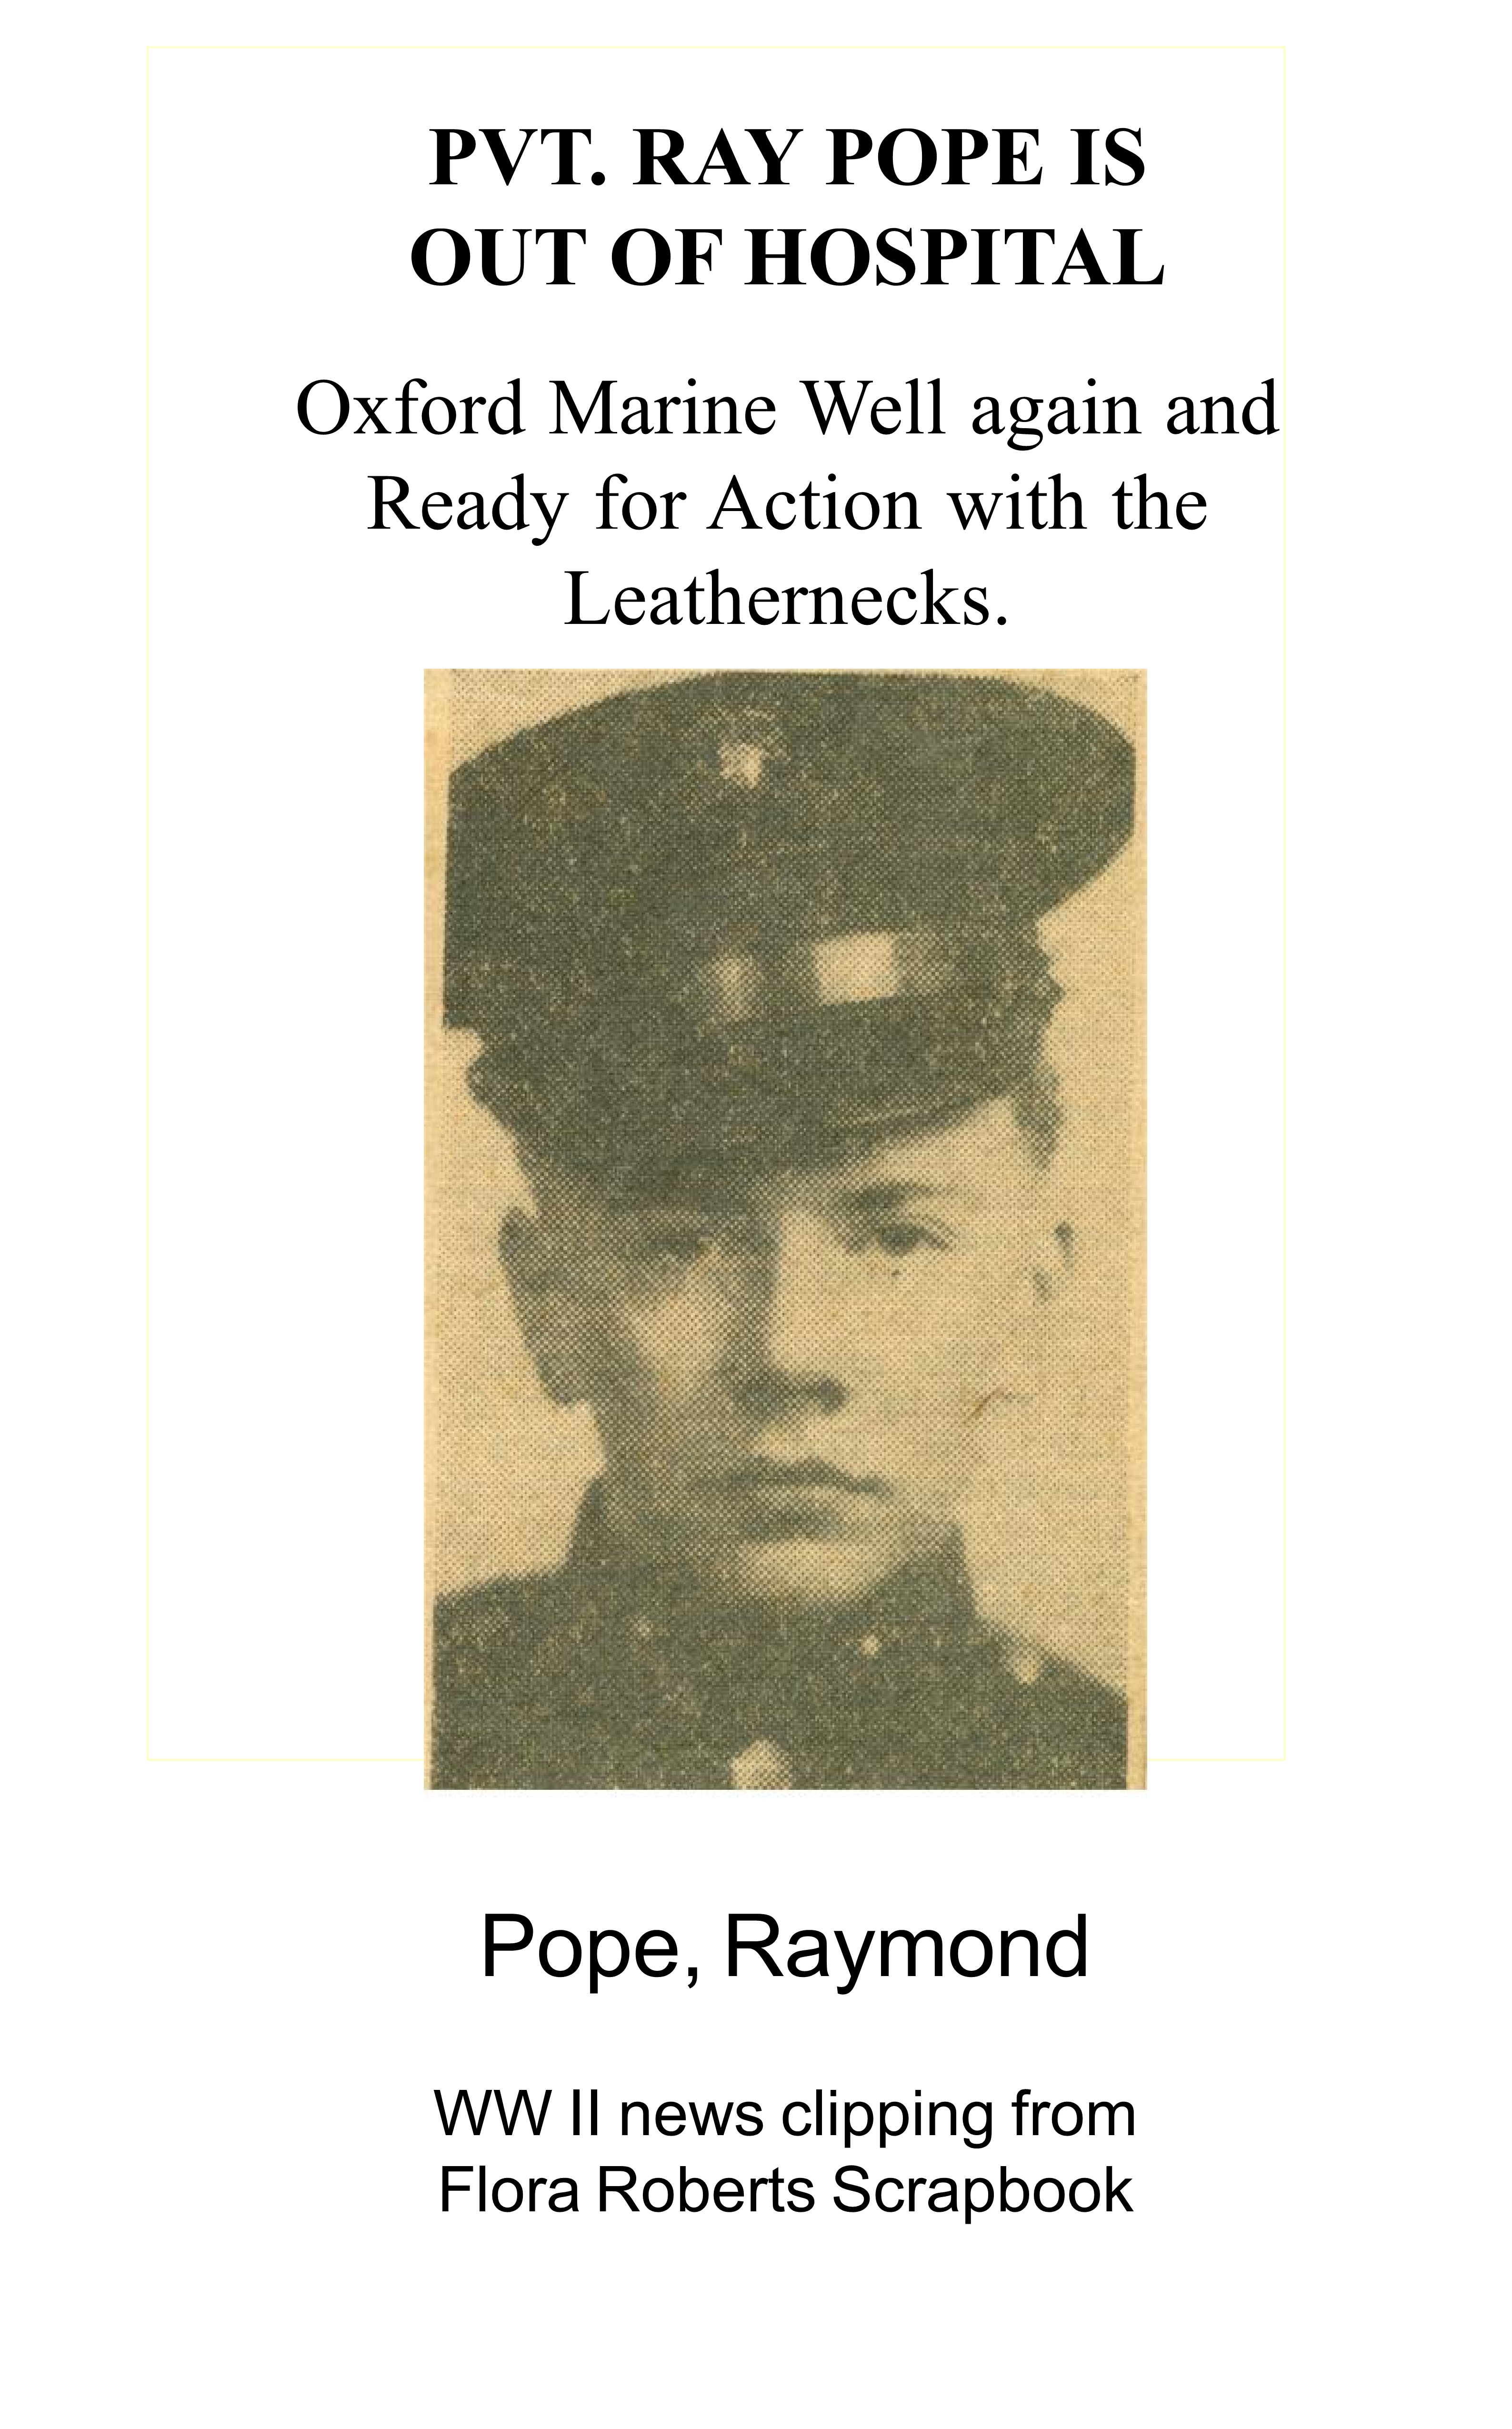 PVT. RAY POPE IS
OUT OF HOSPITAL
Oxford Marine Well again and
Ready for Action with the
Leathernecks.
Pope, Raymond
WW II news clipping from
Flora Roberts Scrapbook